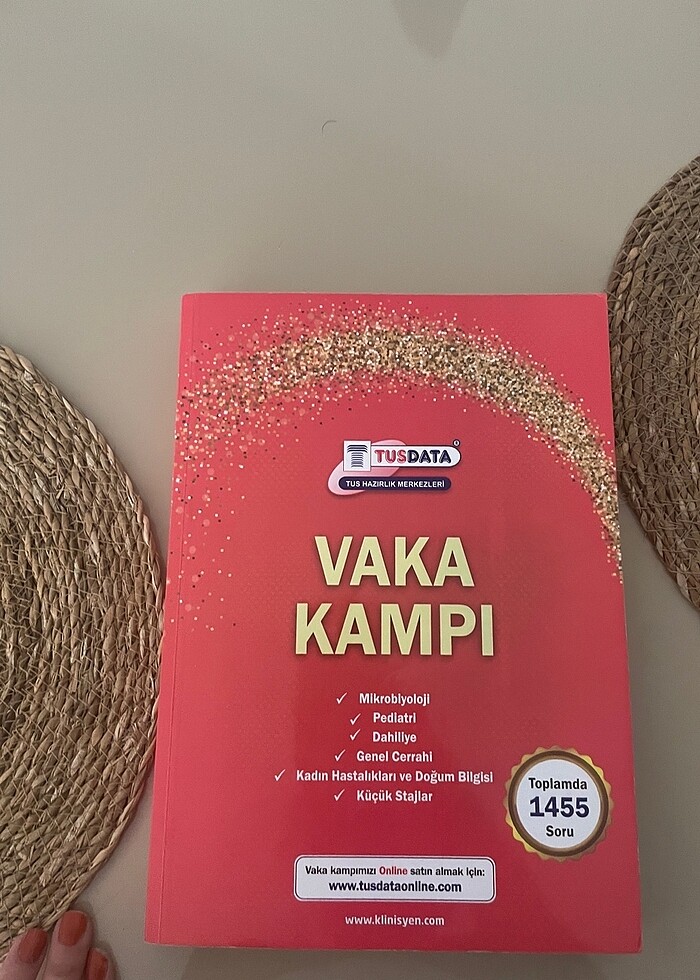 TUSDATA
TUS HAZIRLIK MERKEZLERİ
VAKA
KAMPI
Mikrobiyoloji
Pediatri
Dahiliye
Genel Cerrahi
Kadın Hastalıkları ve Doğum Bilgisi
Küçük Stajlar
Toplamda
1455
Soru
Vaka kampımızı Online satın almak için:
www.tusdataonline.com
www.klinisyen.com